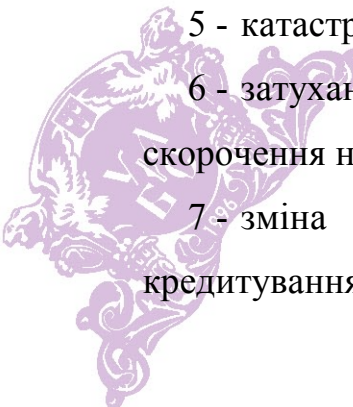 5 - катастр
6 - затухан
скорочення н
7 - зміна
кредитування